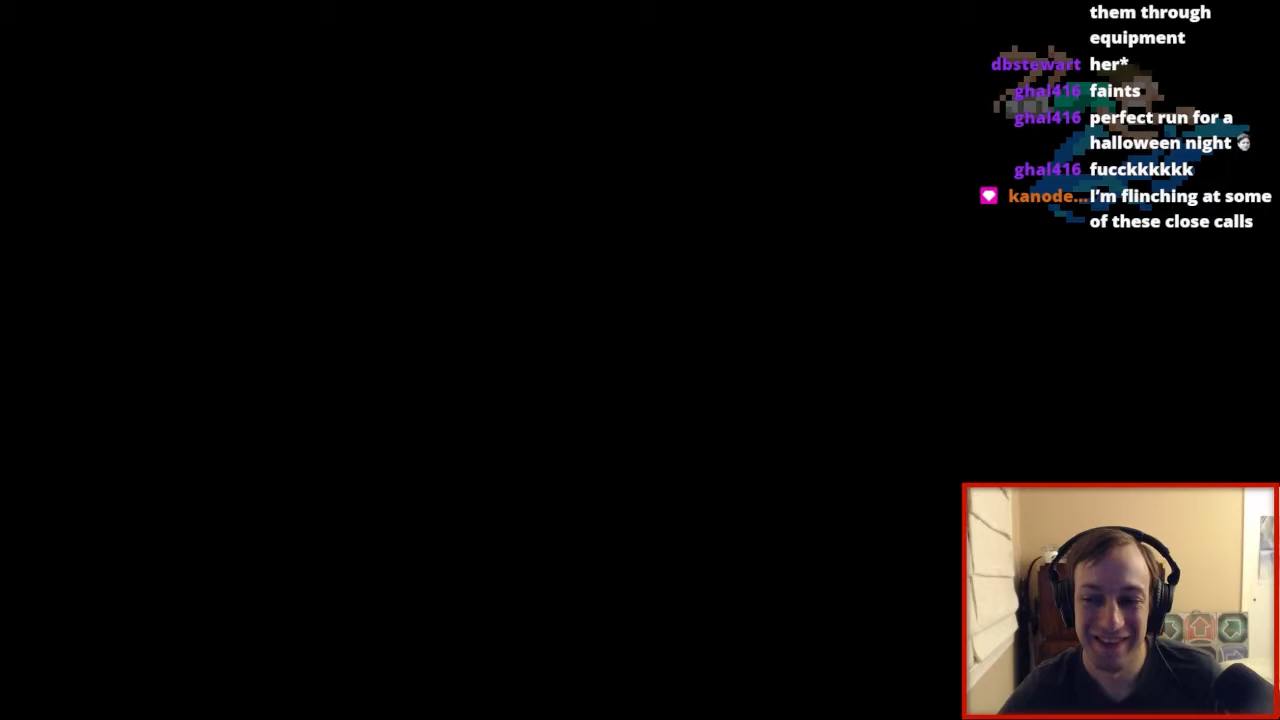 them through
equipment
dbstewart her*
ghal416 faints
ghal416 perfect run for a
halloween night
ghal416 fucckkkkkk
kanode... I'm flinching at some
of these close calls